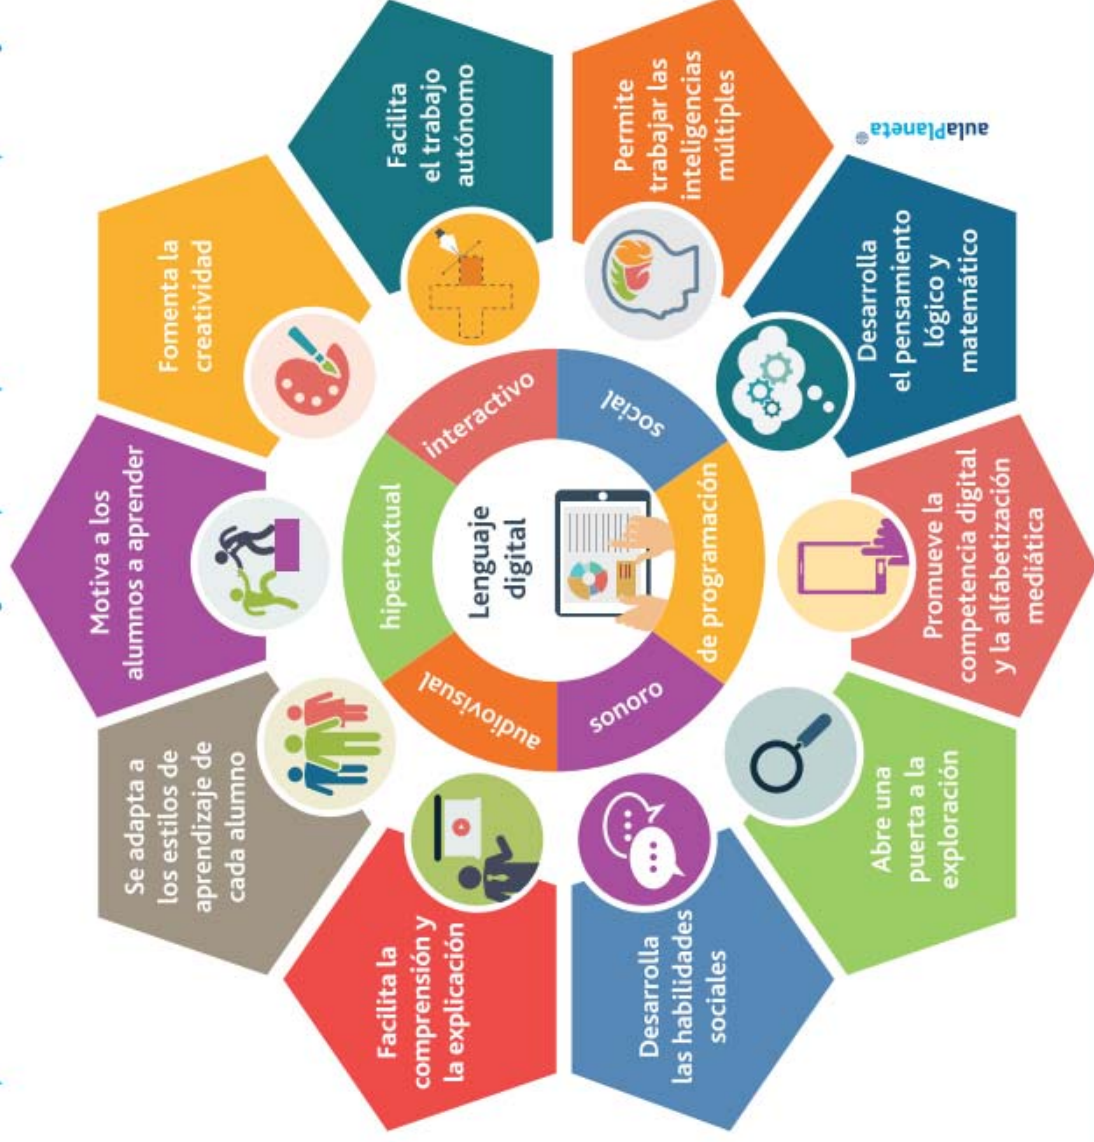 Motiva a los
alumnos a aprender
Fomenta la
creatividad
Facilita
el trabajo
autónomo
Permite
trabajar las
inteligencias
múltiples
Desarrolla
el pensamiento
lógico y
matemático
Promueve la
competencia digital
y la alfabetización
mediática
Abre una
puerta a la
exploración
Desarrolla
las habilidades
sociales
Facilita la
comprensión y
la explicación
Se adapta a
los estilos de
aprendizaje de
cada alumno
Lenguaje
digital
hipertextual
interactivo
social
de programación
sonoro
audiovisual
aulaPlaneta